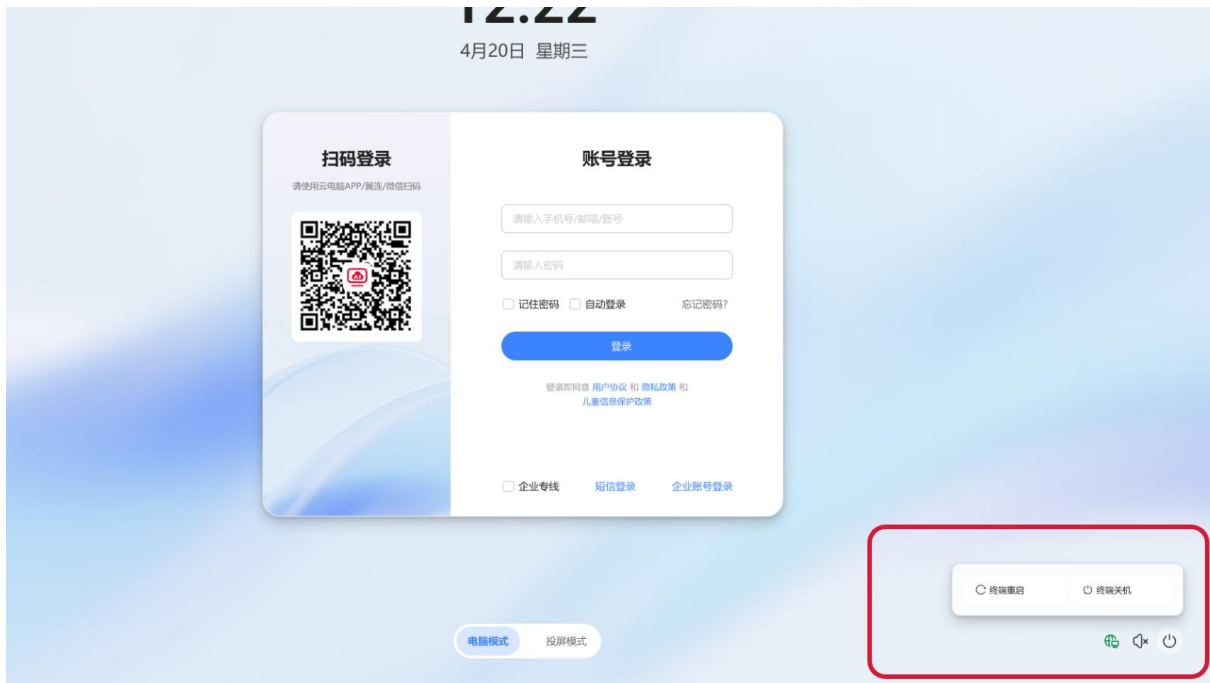 12:22
4月20日 星期三
扫码登录
请使用云电脑APP/翼连/微信扫码
AI
账号登录
请输入手机号/邮箱/账号
请输入密码
记住密码 自动登录 忘记密码?
登录
登录即同意 用户协议 和 隐私政策 和
儿童信息保护政策
企业专线 短信登录 企业账号登录
终端重启 终端关机
电脑模式 投屏模式